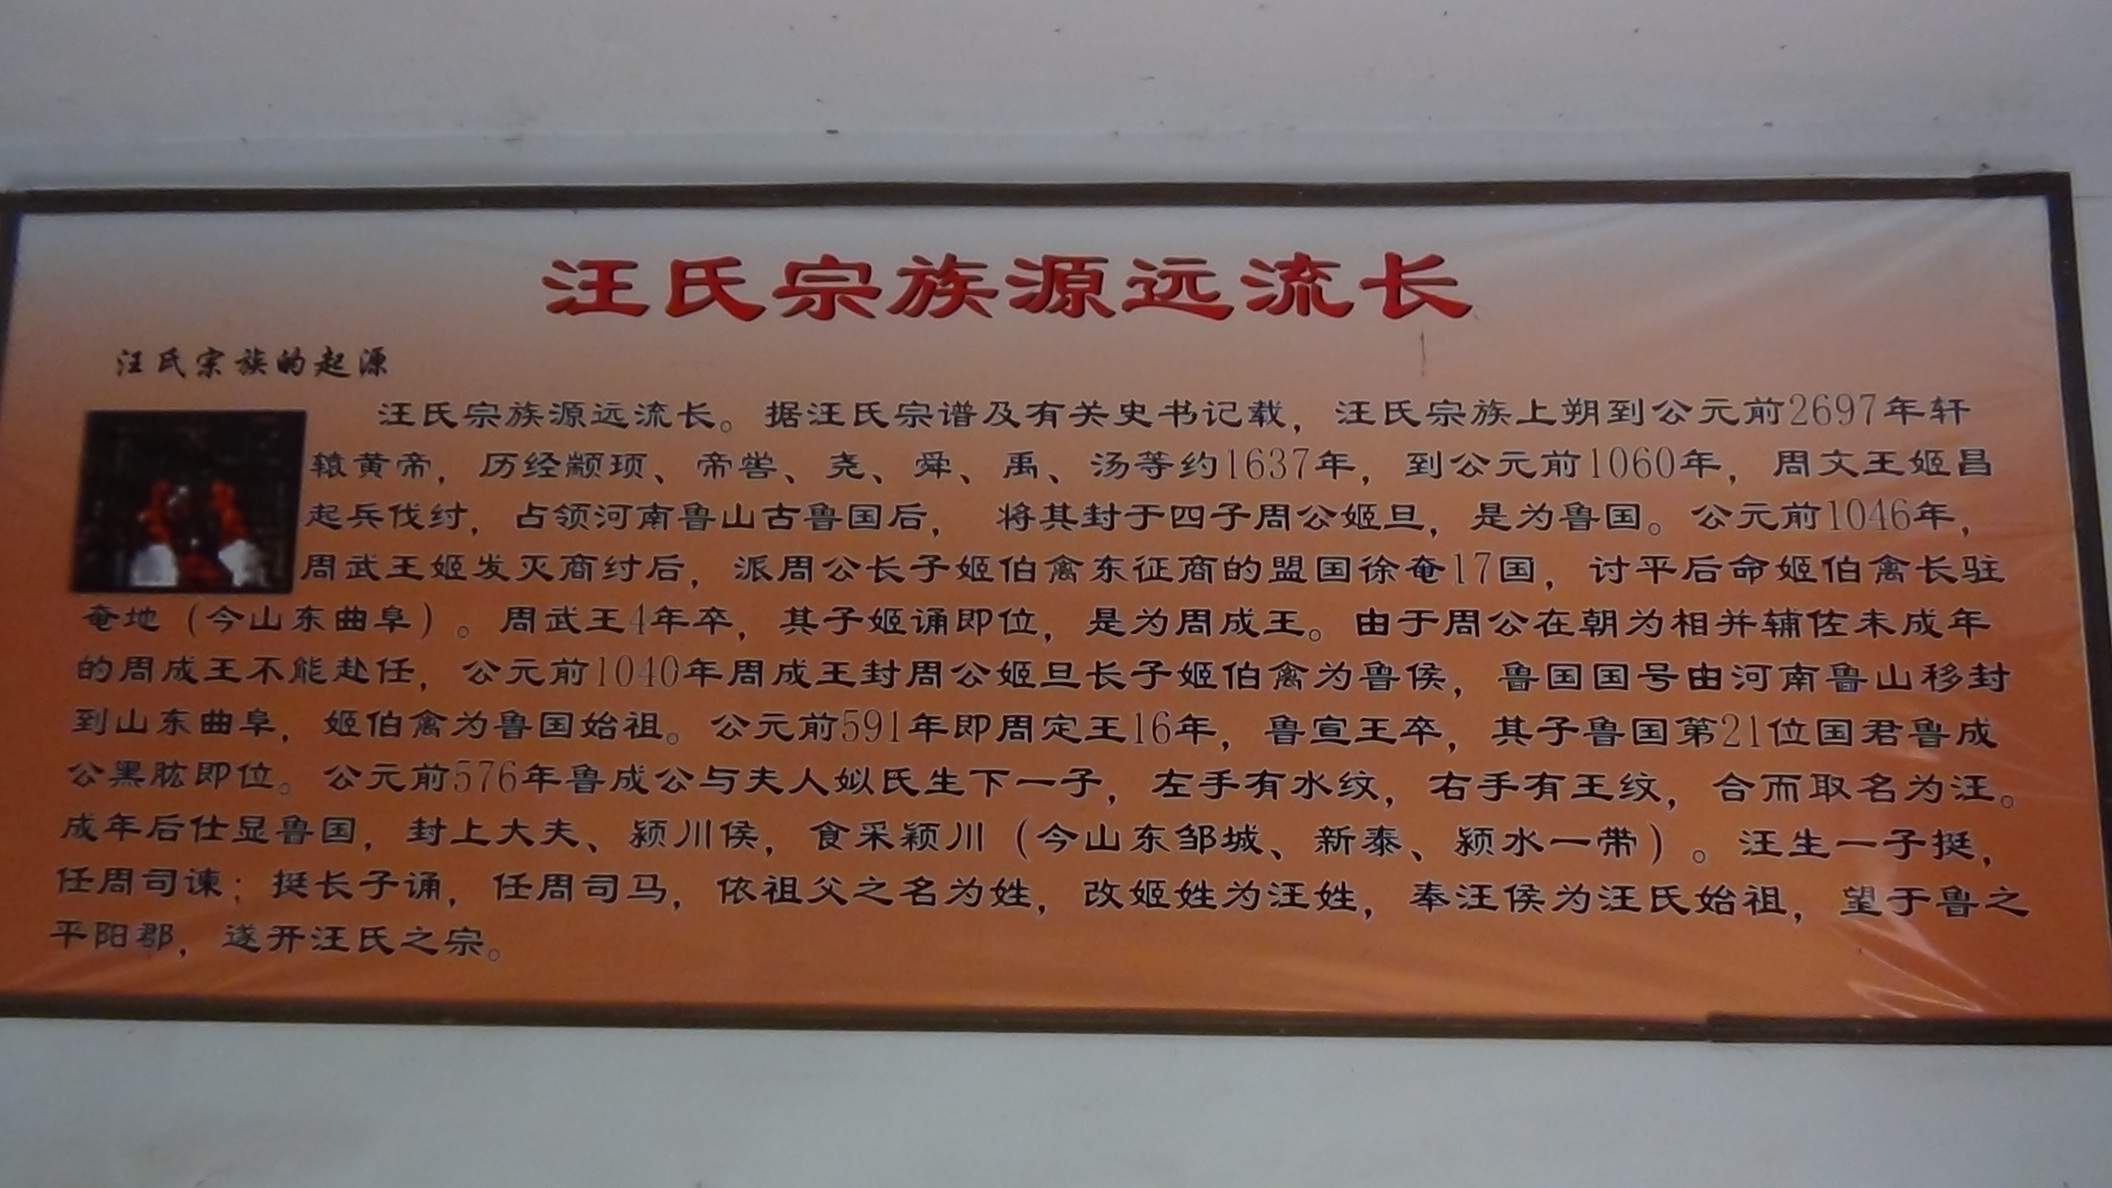 汪氏宗族源远流长
汪氏宗族的起源
汪氏宗族源远流长。据汪氏宗谱及有关史书记载，汪氏宗族上朔到公元前2697年轩
辕黄帝，历经颛顼、帝喾、尧、舜、禹、汤等约1637年，到公元前1060年，周文王姬昌
起兵伐纣，占领河南鲁山古鲁国后， 将其封于四子周公姬旦，是为鲁国。公元前1046年，
周武王姬发灭商纣后，派周公长子姬伯禽东征商的盟国徐奄17国，讨平后命姬伯禽长驻
奄地（今山东曲阜）。周武王4年卒，其子姬诵即位，是为周成王。由于周公在朝为相并辅佐未成年
的周成王不能赴任，公元前1040年周成王封周公姬旦长子姬伯禽为鲁侯，鲁国国号由河南鲁山移封
到山东曲阜，姬伯禽为鲁国始祖。公元前591年即周定王16年，鲁宣王卒，其子鲁国第21位国君鲁成
公黑肱即位。公元前576年鲁成公与夫人姒氏生下一子，左手有水纹，右手有王纹，合而取名为汪。
成年后仕显鲁国，封上大夫、颍川侯，食采颍川（今山东邹城、新泰、颍水一带）。汪生一子挺，
任周司谏；挺长子诵，任周司马，依祖父之名为姓，改姬姓为汪姓，奉汪侯为汪氏始祖，望于鲁之
平阳郡，遂开汪氏之宗。